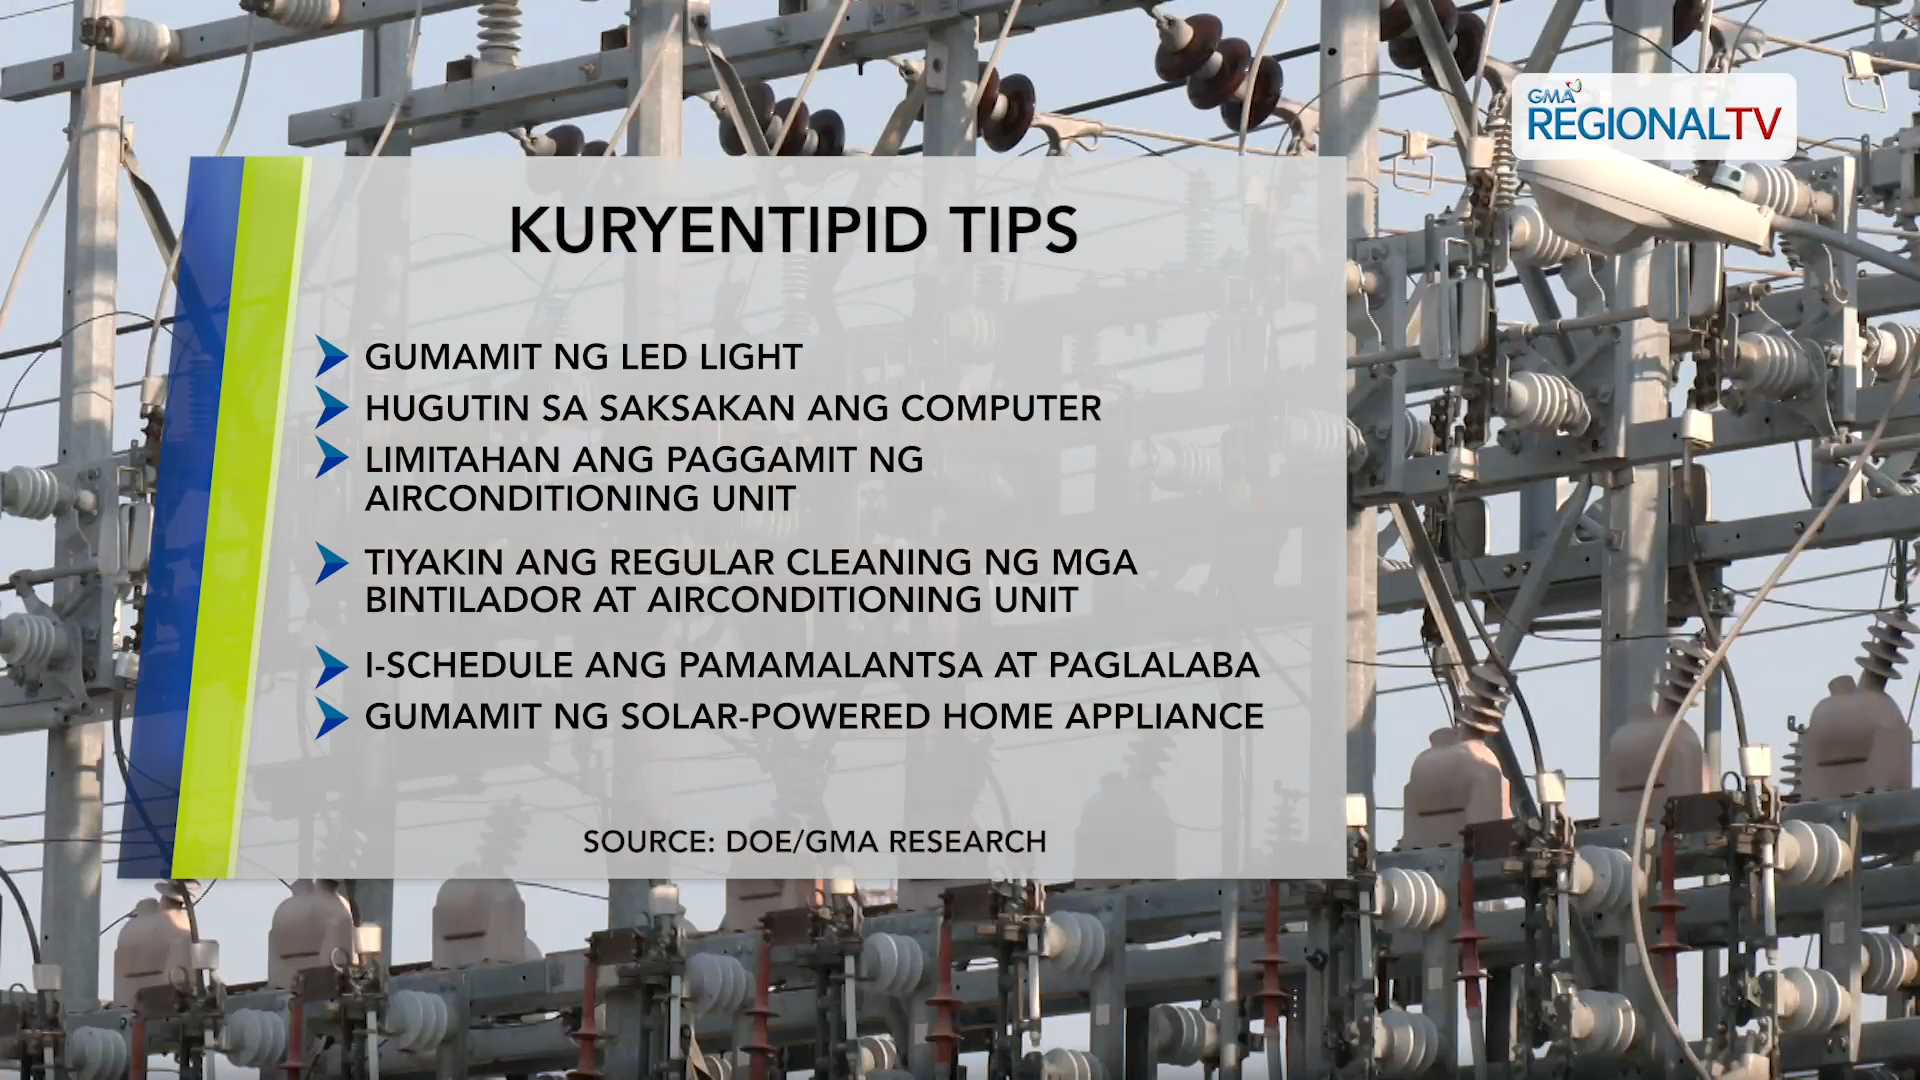 GMA
REGIONALTV
KURYENTIPID TIPS
GUMAMIT NG LED LIGHT
HUGUTIN SA SAKSAKAN ANG COMPUTER
LIMITAHAN ANG PAGGAMIT NG
AIRCONDITIONING UNIT
TIYAKIN ANG REGULAR CLEANING NG MGA
BINTILADOR AT AIRCONDITIONING UNIT
I-SCHEDULE ANG PAMAMALANTSA AT PAGLALABA
GUMAMIT NG SOLAR-POWERED HOME APPLIANCE
SOURCE: DOE/GMA RESEARCH